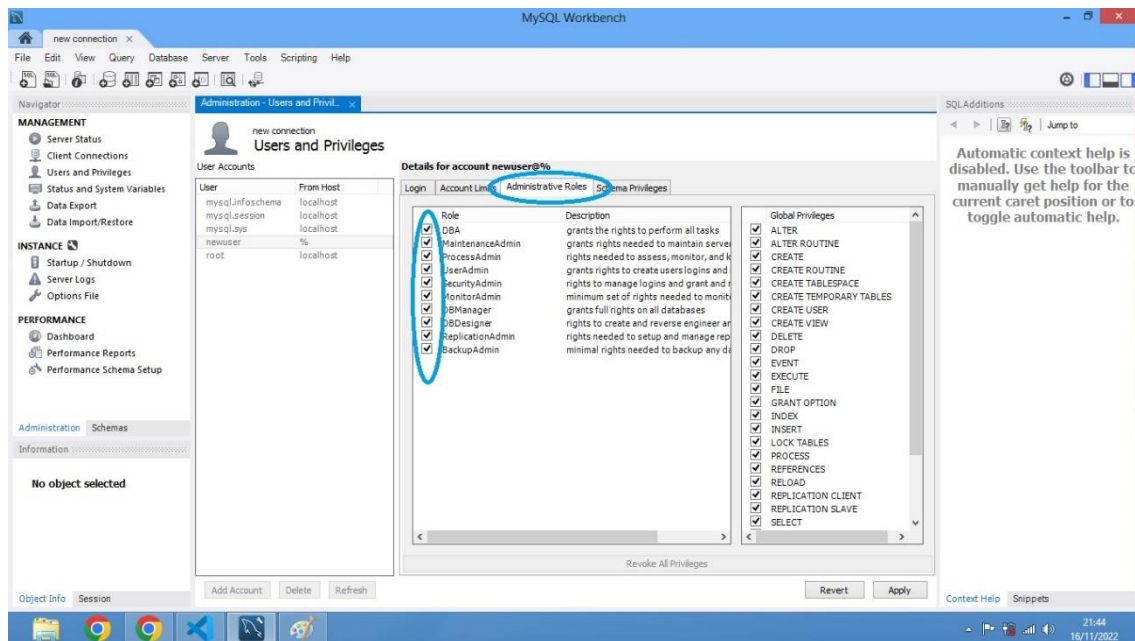 MySQL Workbench
new connection ×
File Edit View Query Database Server Tools Scripting Help
Navigator
MANAGEMENT
Server Status
Client Connections
Users and Privileges
Status and System Variables
Data Export
Data Import/Restore
INSTANCE
Startup / Shutdown
Server Logs
Options File
PERFORMANCE
Dashboard
Performance Reports
Performance Schema Setup
Administration Schemas
Information
No object selected
Object Info Session
Administration - Users and Privil... ×
new connection
Users and Privileges
User Accounts
User From Host
mysql.infoschema localhost
mysql.session localhost
mysql.sys localhost
newuser %
root localhost
Add Account Delete Refresh
Details for account newuser@%
Login Account Limits Administrative Roles Schema Privileges
Role Description
DBA grants the rights to perform all tasks
MaintenanceAdmin grants rights needed to maintain server
ProcessAdmin rights needed to assess, monitor, and k
UserAdmin grants rights to create users logins and
SecurityAdmin rights to manage logins and grant and r
MonitorAdmin minimum set of rights needed to monit
DBManager grants full rights on all databases
DBDesigner rights to create and reverse engineer an
ReplicationAdmin rights needed to setup and manage rep
BackupAdmin minimal rights needed to backup any da
Global Privileges
ALTER
ALTER ROUTINE
CREATE
CREATE ROUTINE
CREATE TABLESPACE
CREATE TEMPORARY TABLES
CREATE USER
CREATE VIEW
DELETE
DROP
EVENT
EXECUTE
FILE
GRANT OPTION
INDEX
INSERT
LOCK TABLES
PROCESS
REFERENCES
RELOAD
REPLICATION CLIENT
REPLICATION SLAVE
SELECT
Revoke All Privileges
Revert Apply
SQLAdditions
Jump to
Automatic context help is
disabled. Use the toolbar to
manually get help for the
current caret position or to
toggle automatic help.
Context Help Snippets
21:44
16/11/2022